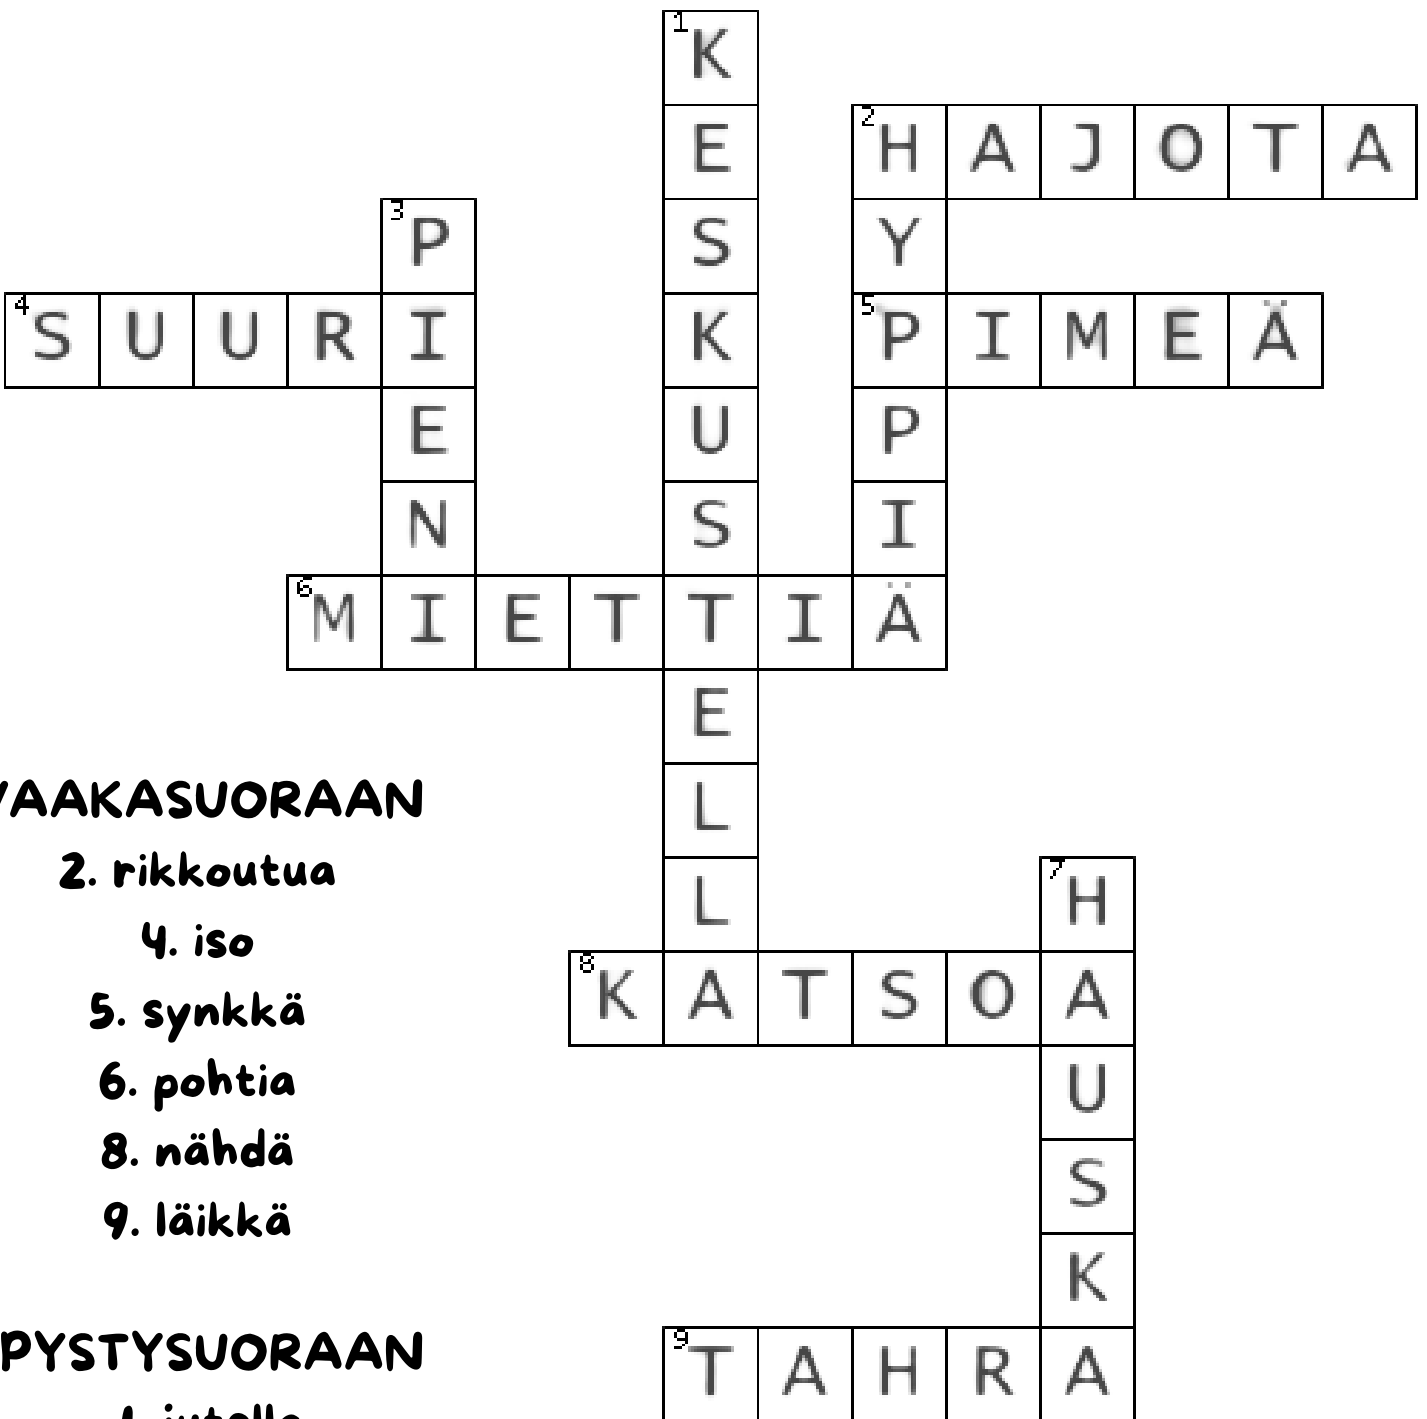 1 K
E 2 H A J O T A
3 P S Y
4 S U U R I K 5 P I M E Ä
E U P
N S I
6 M I E T T I Ä
E
VAAKASUORAAN
L
2. rikkoutua
L 7 H
4. iso
8 K A T S O A
5. synkkä
6. pohtia
U
8. nähdä
S
9. läikkä
K
PYSTYSUORAAN
9 T A H R A